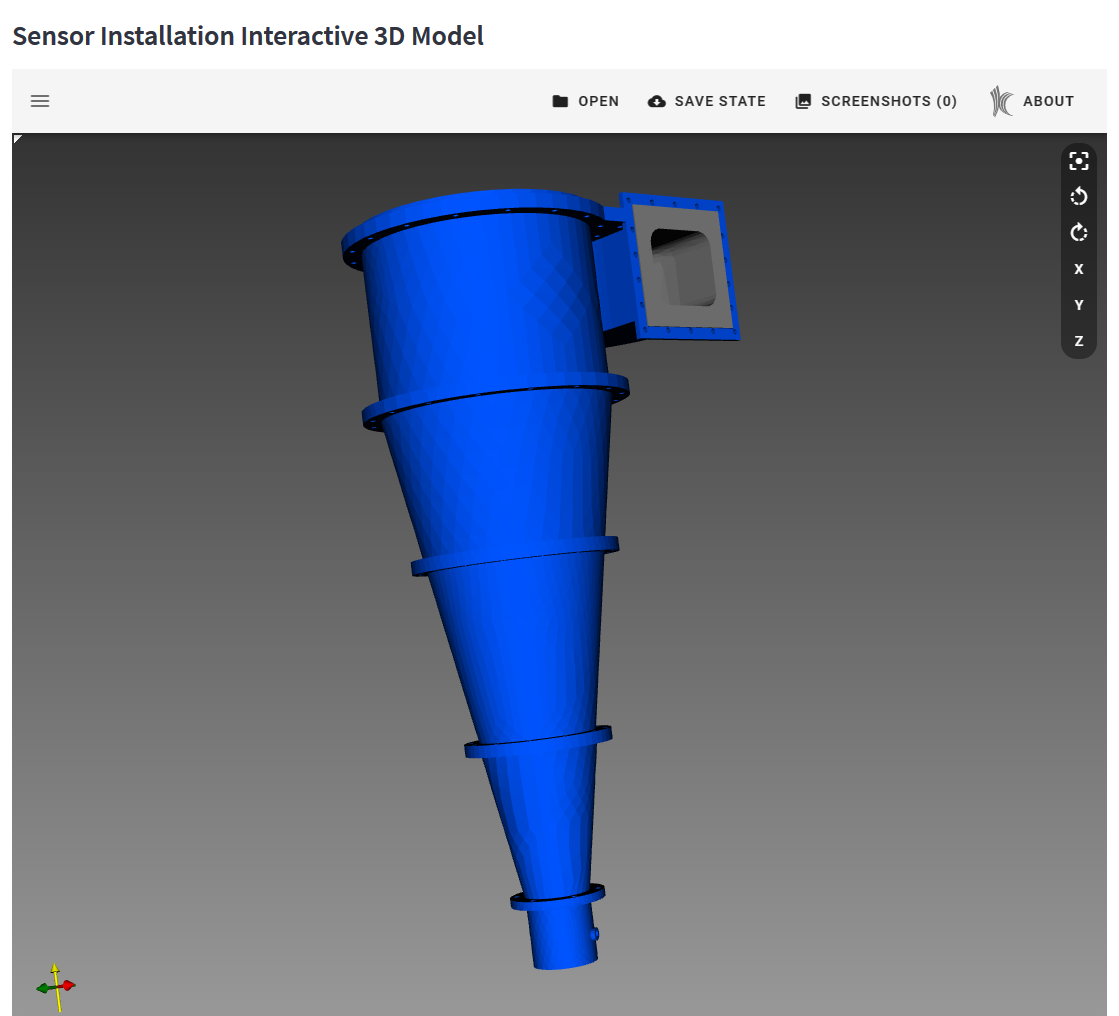 Sensor Installation Interactive 3D Model
OPEN SAVE STATE SCREENSHOTS (0) ABOUT
X
Y
Z